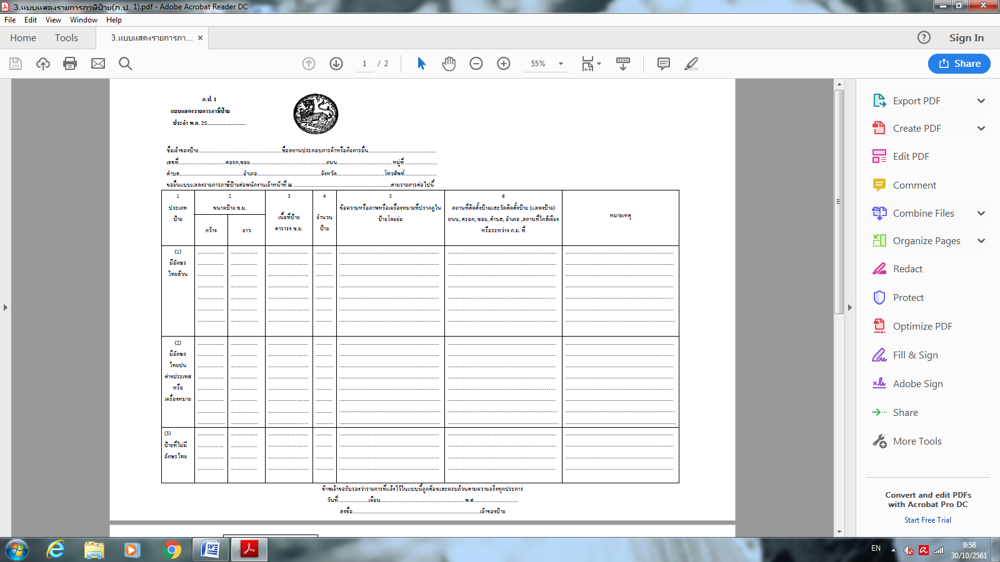 3.แบบแสดงรายการภาษีป้าย(ภ.ป. 1).pdf - Adobe Acrobat Reader DC
File Edit View Window Help
Home Tools 3.แบบแสดงรายการภา... × Sign In
1 / 2 55% Share
ภ.ป. 1
แบบแสดงรายการภาษีป้าย
ประจำ พ.ศ. 25............................
ชื่อเจ้าของป้าย............................................................ชื่อสถานประกอบการค้าหรือกิจการอื่น.................................................
เลขที่..................................ตรอก,ซอย.......................................................ถนน........................................หมู่ที่ .......................
ตำบล..............................................อำเภอ..............................................จังหวัด..................................โทรศัพท์.......................
ขอยื่นแบบแสดงรายการภาษีป้ายต่อพนักงานเจ้าหน้าที่ ณ ......................................................................ตามรายการต่อไปนี้
1 2 3 4 5 6
ประเภทป้าย
ขนาดป้าย ซ.ม.
กว้าง ยาว
เนื้อที่ป้าย
ตารารง ซ.ม.
จำนวน
ป้าย
ข้อความหรือภาพหรือเครื่องหมายที่ปรากฏใน
ป้ายโดยย่อ
สถานที่ติดตั้งป้ายและวัดติดตั้งป้าย (แสดงป้าย)
ถนน, ตรอก, ซอย, ตำบล, อำเภอ ,สถานที่ใกล้เคียง
หรือระหว่าง ก.ม. ที่
หมายเหตุ
(1)
มีอักษร
ไทยล้วน
(2)
มีอักษร
ไทยปน
ต่างประเทศ
หรือ
เครื่องหมาย
(3)
ป้ายที่ไม่มี
อักษรไทย
ข้าพเจ้าขอรับรองว่ารายการที่แจ้งไว้ในแบบนี้ถูกต้องและครบถ้วนตามความจริงทุกประการ
วันที่......................เดือน.............................................................พ.ศ................................
ลงชื่อ............................................................................................เจ้าของป้าย
Export PDF
Create PDF
Edit PDF
Comment
Combine Files
Organize Pages
Redact
Protect
Optimize PDF
Fill & Sign
Adobe Sign
Share
More Tools
Convert and edit PDFs
with Acrobat Pro DC
Start Free Trial
EN 9:58
30/10/2561